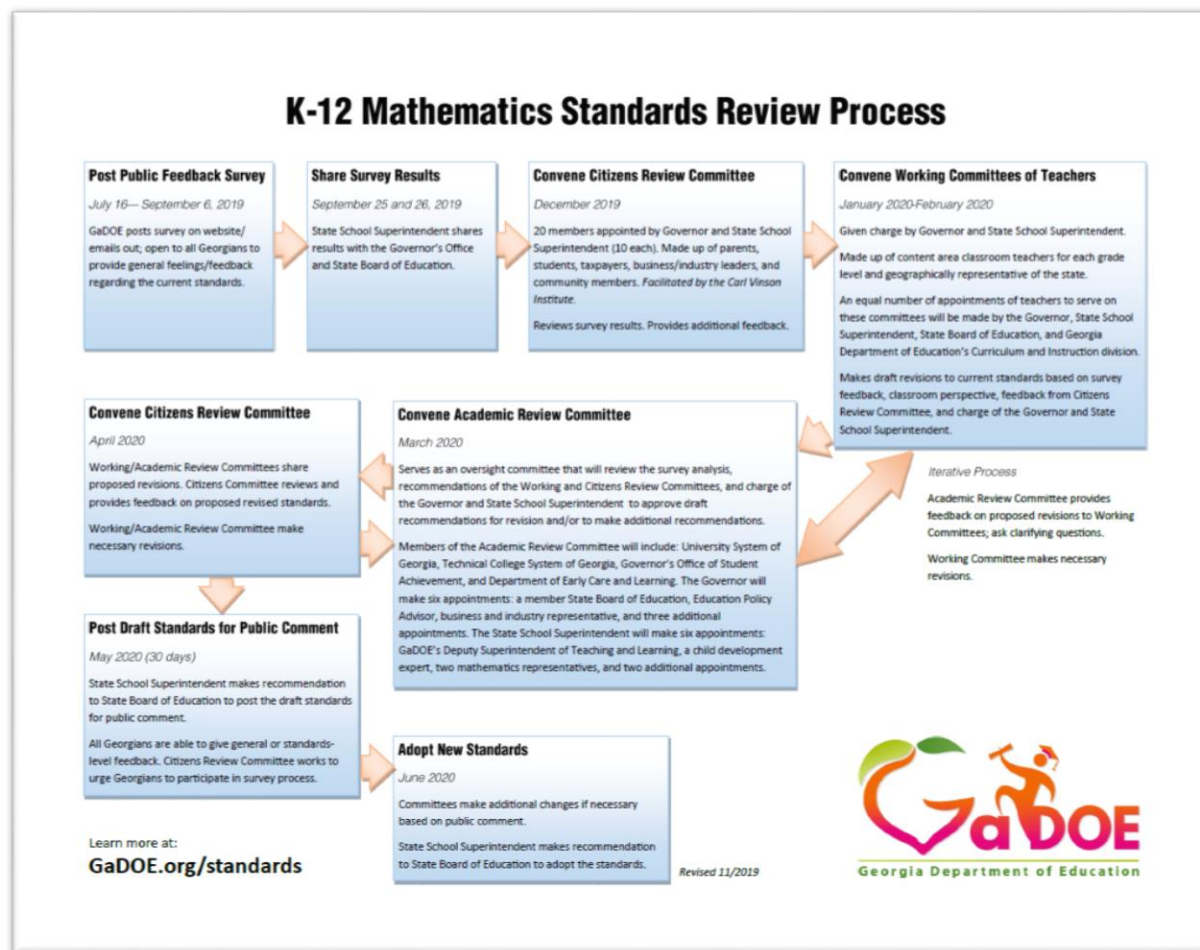 K-12 Mathematics Standards Review Process
Post Public Feedback Survey
July 16— September 6, 2019
GaDOE posts survey on website/
emails out; open to all Georgians to
provide general feelings/feedback
regarding the current standards.
Share Survey Results
September 25 and 26, 2019
State School Superintendent shares
results with the Governor's Office
and State Board of Education.
Convene Citizens Review Committee
December 2019
20 members appointed by Governor and State School
Superintendent (10 each). Made up of parents,
students, taxpayers, business/industry leaders, and
community members. Facilitated by the Carl Vinson
Institute.
Reviews survey results. Provides additional feedback.
Convene Working Committees of Teachers
January 2020-February 2020
Given charge by Governor and State School Superintendent.
Made up of content area classroom teachers for each grade
level and geographically representative of the state.
An equal number of appointments of teachers to serve on
these committees will be made by the Governor, State School
Superintendent, State Board of Education, and Georgia
Department of Education's Curriculum and Instruction division.
Makes draft revisions to current standards based on survey
feedback, classroom perspective, feedback from Citizens
Review Committee, and charge of the Governor and State
School Superintendent.
Iterative Process
Academic Review Committee provides
feedback on proposed revisions to Working
Committees; ask clarifying questions.
Working Committee makes necessary
revisions.
Convene Academic Review Committee
March 2020
Serves as an oversight committee that will review the survey analysis,
recommendations of the Working and Citizens Review Committees, and charge of
the Governor and State School Superintendent to approve draft
recommendations for revision and/or to make additional recommendations.
Members of the Academic Review Committee will include: University System of
Georgia, Technical College System of Georgia, Governor's Office of Student
Achievement, and Department of Early Care and Learning. The Governor will
make six appointments: a member State Board of Education, Education Policy
Advisor, business and industry representative, and three additional
appointments. The State School Superintendent will make six appointments:
GaDOE's Deputy Superintendent of Teaching and Learning, a child development
expert, two mathematics representatives, and two additional appointments.
Convene Citizens Review Committee
April 2020
Working/Academic Review Committees share
proposed revisions. Citizens Committee reviews and
provides feedback on proposed revised standards.
Working/Academic Review Committee make
necessary revisions.
Post Draft Standards for Public Comment
May 2020 (30 days)
State School Superintendent makes recommendation
to State Board of Education to post the draft standards
for public comment.
All Georgians are able to give general or standards-
level feedback. Citizens Review Committee works to
urge Georgians to participate in survey process.
Adopt New Standards
June 2020
Committees make additional changes if necessary
based on public comment.
State School Superintendent makes recommendation
to State Board of Education to adopt the standards.
Learn more at:
GaDOE.org/standards
Revised 11/2019
GaDOE
Georgia Department of Education